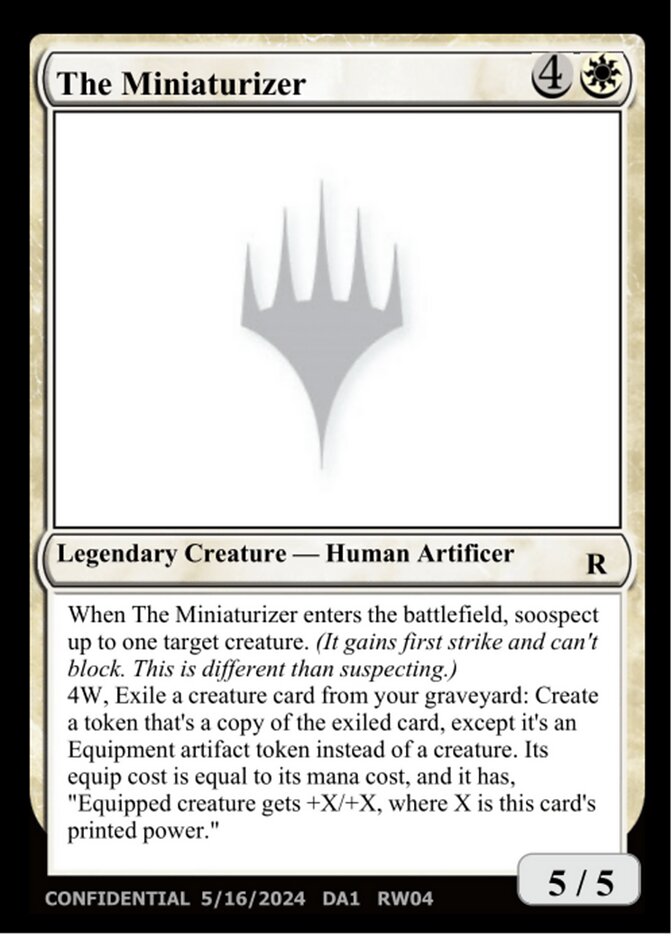 The Miniaturizer 4
Legendary Creature — Human Artificer R
When The Miniaturizer enters the battlefield, soospect
up to one target creature. (It gains first strike and can't
block. This is different than suspecting.)
4W, Exile a creature card from your graveyard: Create
a token that's a copy of the exiled card, except it's an
Equipment artifact token instead of a creature. Its
equip cost is equal to its mana cost, and it has,
"Equipped creature gets +X/+X, where X is this card's
printed power."
5 / 5
CONFIDENTIAL 5/16/2024 DA1 RW04